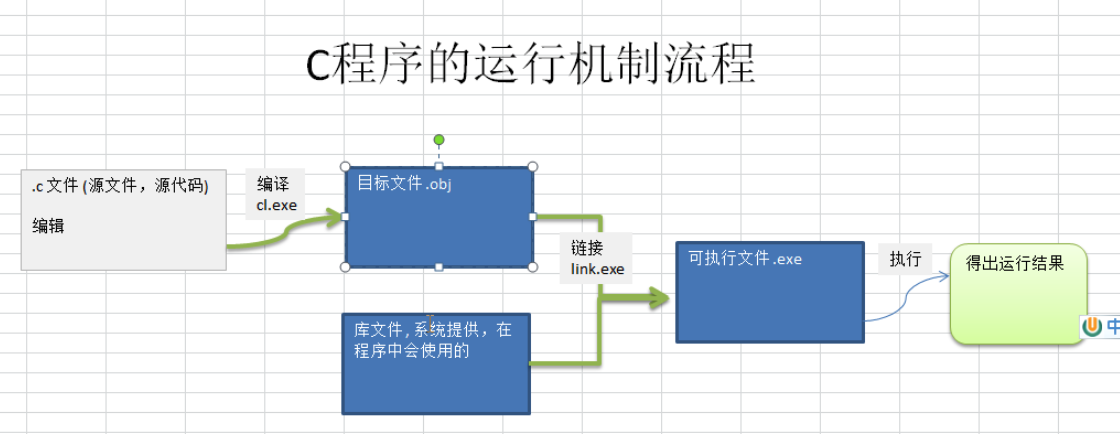 C程序的运行机制流程
.c 文件 (源文件，源代码)
编辑
编译
cl.exe
目标文件.obj
链接
link.exe
库文件,系统提供，在
程序中会使用的
可执行文件.exe
执行
得出运行结果
中